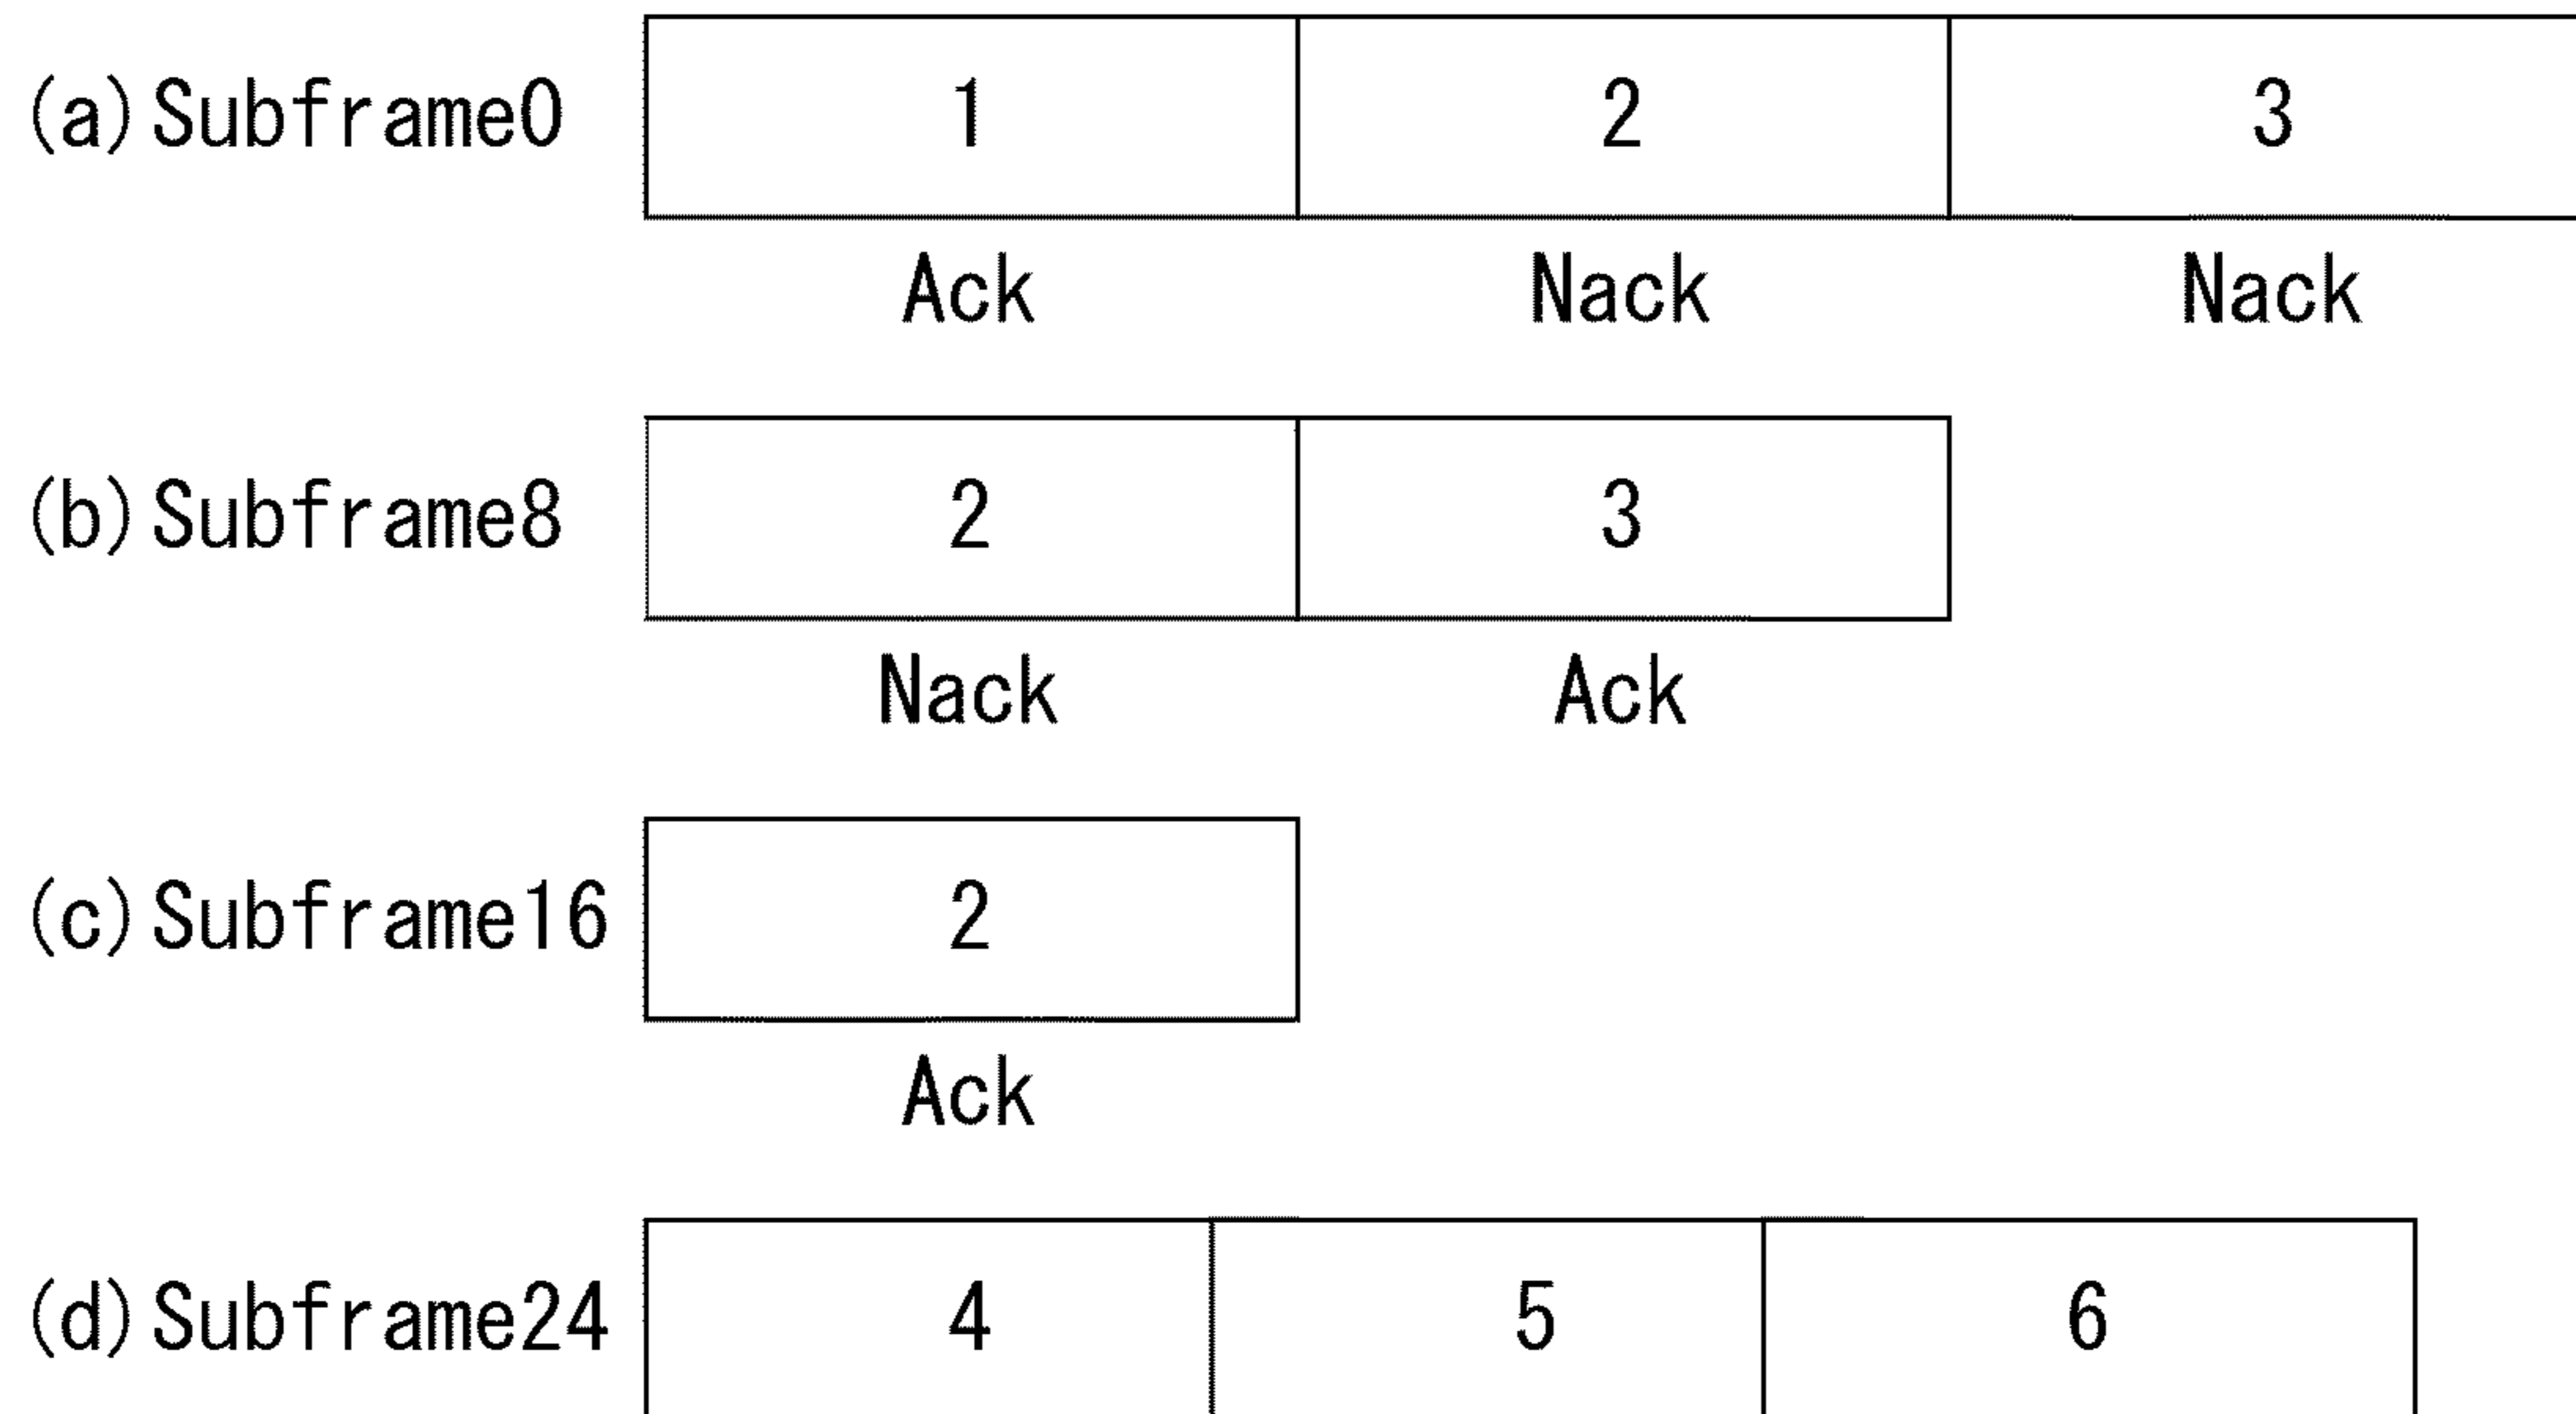 (a)Subframe0 1 2 3
Ack Nack Nack
(b)Subframe8 2 3
Nack Ack
(c)Subframe16 2
Ack
(d)Subframe24 4 5 6